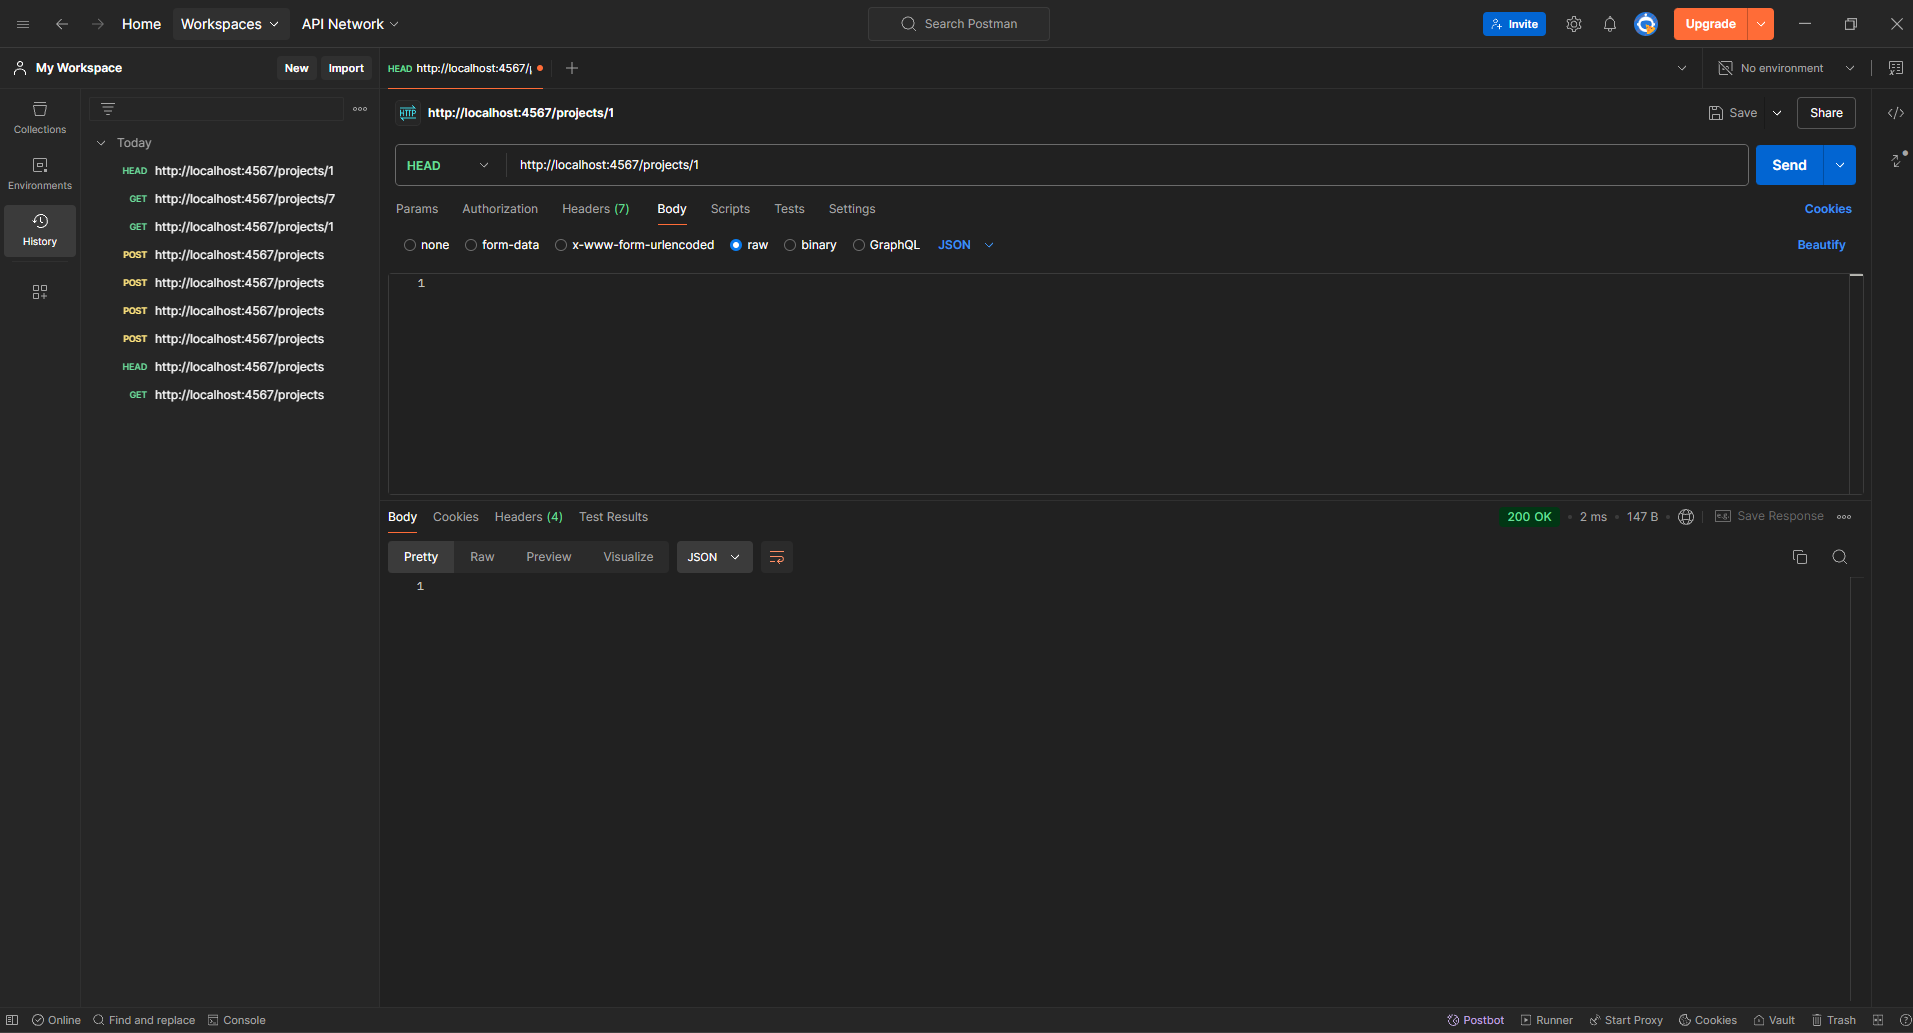 Home Workspaces API Network Search Postman Invite Upgrade
My Workspace New Import HEAD http://localhost:4567/ No environment
Collections
Environments
History
Today
HEAD http://localhost:4567/projects/1
GET http://localhost:4567/projects/7
GET http://localhost:4567/projects/1
POST http://localhost:4567/projects
POST http://localhost:4567/projects
POST http://localhost:4567/projects
POST http://localhost:4567/projects
HEAD http://localhost:4567/projects
GET http://localhost:4567/projects
HTTP http://localhost:4567/projects/1 Save Share
HEAD http://localhost:4567/projects/1 Send
Params Authorization Headers (7) Body Scripts Tests Settings Cookies
none form-data x-www-form-urlencoded raw binary GraphQL JSON Beautify
1
Body Cookies Headers (4) Test Results 200 OK • 2 ms • 147 B • e.g. Save Response
Pretty Raw Preview Visualize JSON
1
Online Find and replace Console Postbot Runner Start Proxy Cookies Vault Trash